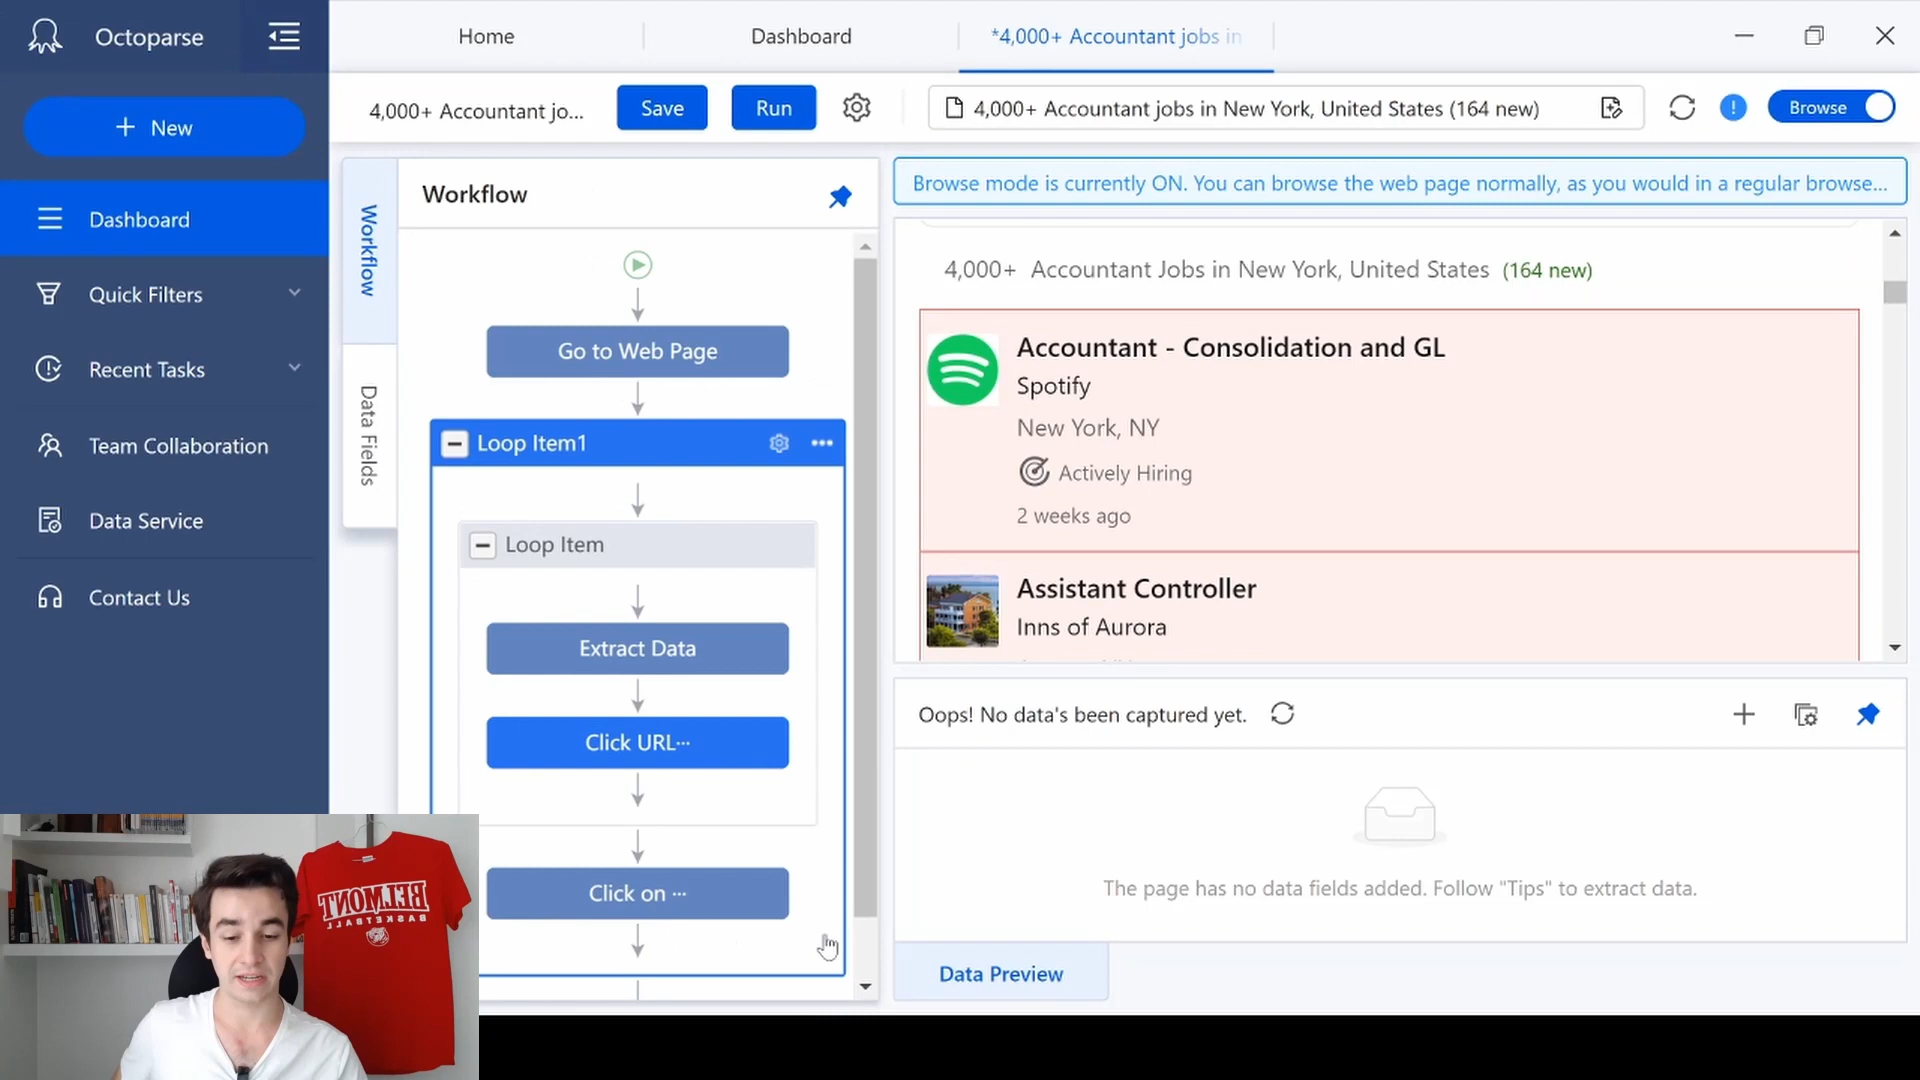 Octoparse
Home
Dashboard
*4,000+ Accountant jobs in
New
4,000+ Accountant jo...
Save
Run
4,000+ Accountant jobs in New York, United States (164 new)
Browse
Dashboard
Quick Filters
Recent Tasks
Team Collaboration
Data Service
Contact Us
Workflow
Data Fields
Workflow
Go to Web Page
Loop Item1
Loop Item
Extract Data
Click URL...
Click on ...
Browse mode is currently ON. You can browse the web page normally, as you would in a regular browse...
4,000+ Accountant Jobs in New York, United States (164 new)
Accountant - Consolidation and GL
Spotify
New York, NY
Actively Hiring
2 weeks ago
Assistant Controller
Inns of Aurora
Oops! No data's been captured yet.
The page has no data fields added. Follow "Tips" to extract data.
Data Preview
BELMONT
BASKETBALL